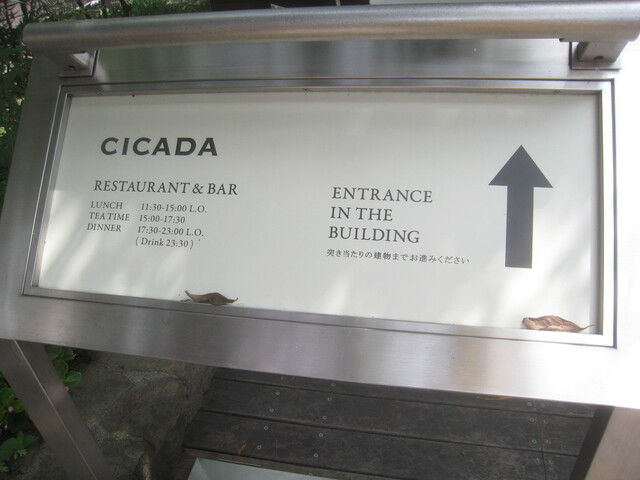 CICADA
RESTAURANT & BAR
LUNCH 11:30-15:00 L.O.
TEA TIME 15:00-17:30
DINNER 17:30-23:00 L.O.
( Drink 23:30 )
ENTRANCE
IN THE
BUILDING
突き当たりの建物までお進みください